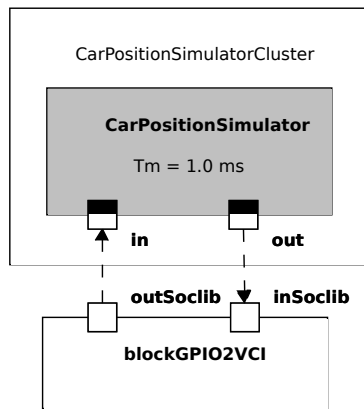 CarPositionSimulatorCluster
CarPositionSimulator
Tm = 1.0 ms
in out
outSoclib inSoclib
blockGPIO2VCI